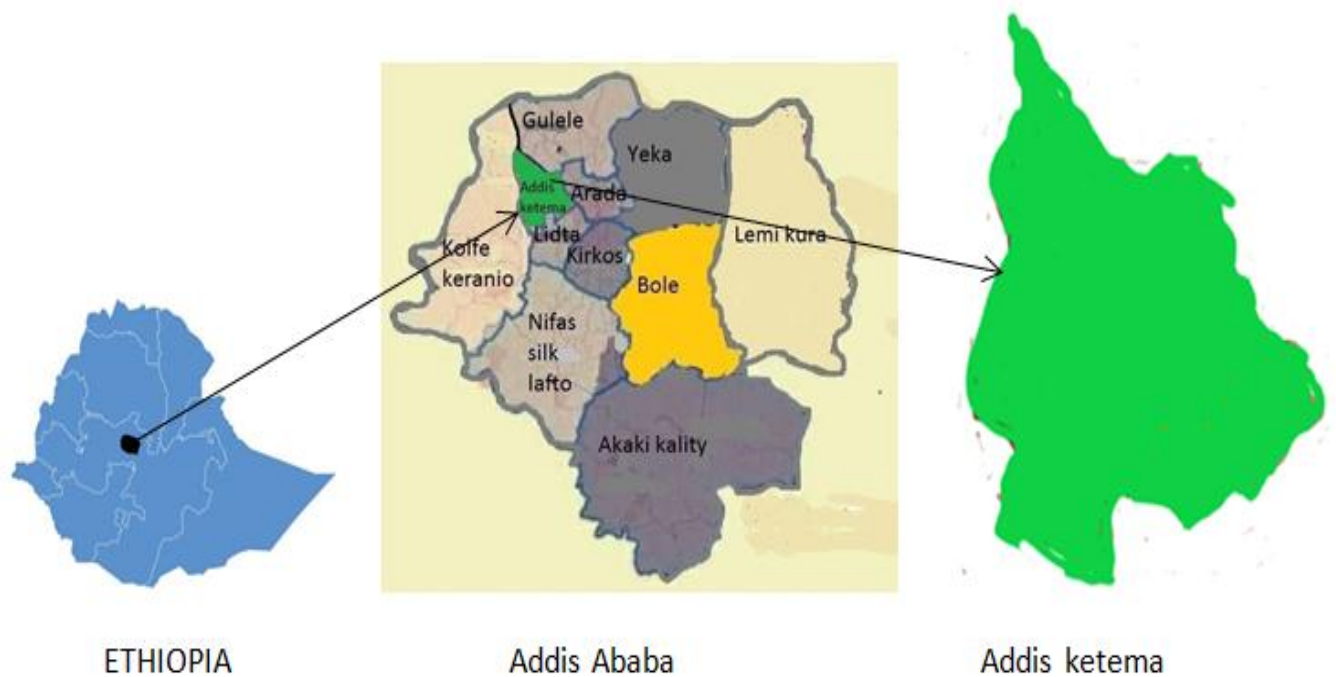 Gulele
Yeka
Addis
ketema
Arada
Lidta
Kirkos
Lemi kura
Kolfe
keranio
Bole
Nifas
silk
lafto
Akaki kality
ETHIOPIA
Addis Ababa
Addis ketema